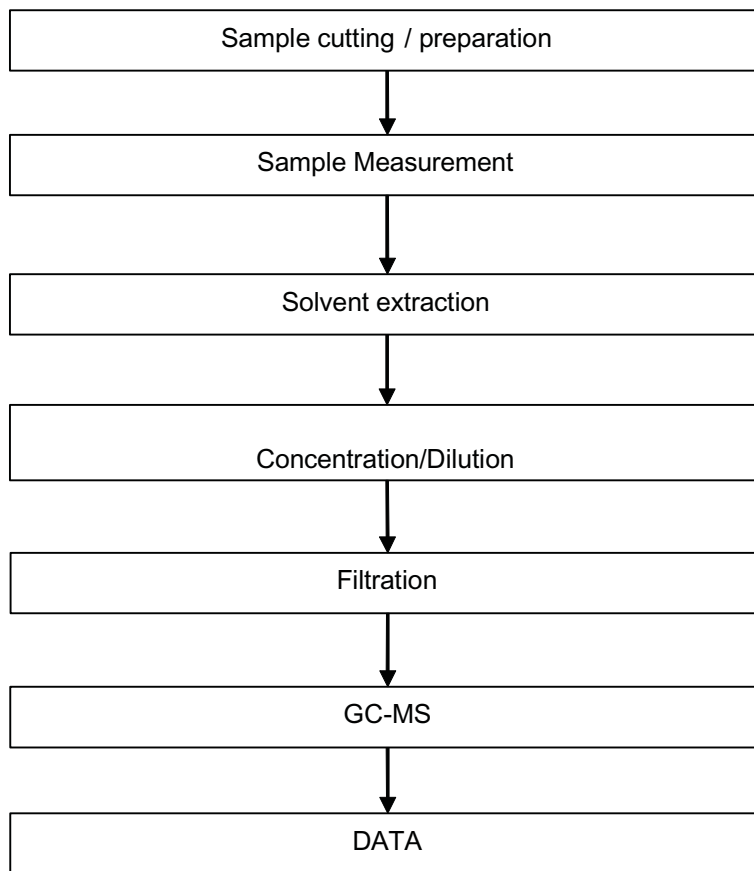 Sample cutting / preparation
Sample Measurement
Solvent extraction
Concentration/Dilution
Filtration
GC-MS
DATA